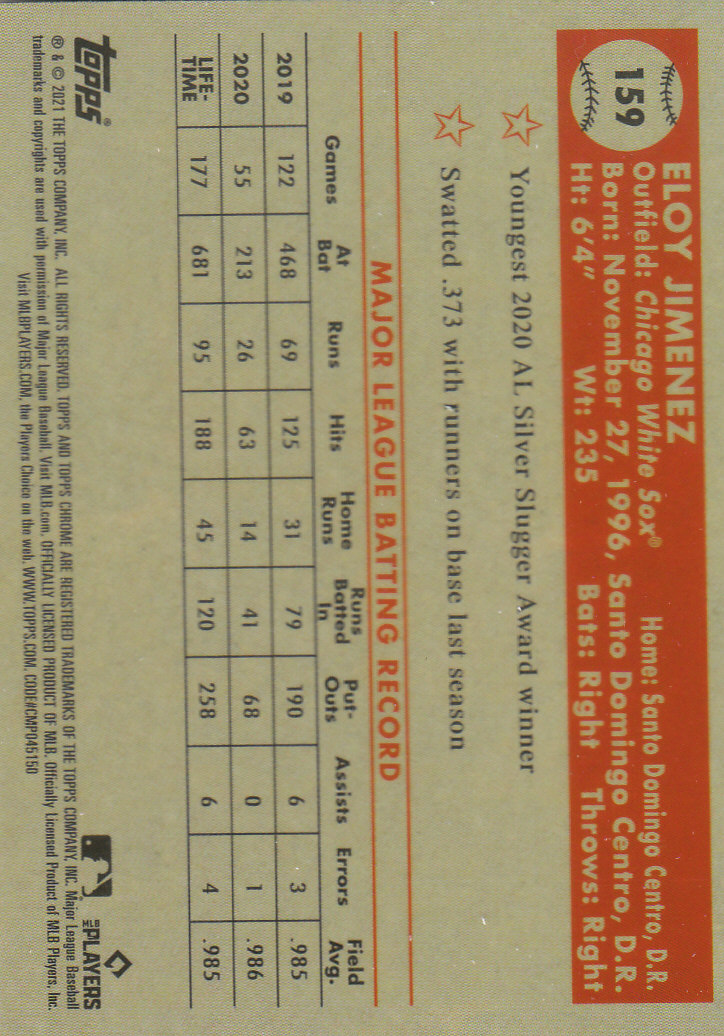 159
ELOY JIMENEZ
Outfield: Chicago White Sox® Home: Santo Domingo Centro, D.R.
Born: November 27, 1996, Santo Domingo Centro, D.R.
Ht: 6'4" Wt: 235 Bats: Right Throws: Right
Youngest 2020 AL Silver Slugger Award winner
Swatted .373 with runners on base last season
MAJOR LEAGUE BATTING RECORD
Games At Bat Runs Hits Home Runs Runs Batted In Put-Outs Assists Errors Field Avg.
2019 122 468 69 125 31 79 190 6 3 .985
2020 55 213 26 63 14 41 68 0 1 .986
LIFE-TIME 177 681 95 188 45 120 258 6 4 .985
topps®
MLB PLAYERS
® & © 2021 THE TOPPS COMPANY, INC. ALL RIGHTS RESERVED. TOPPS AND TOPPS CHROME ARE REGISTERED TRADEMARKS OF THE TOPPS COMPANY, INC. Major League Baseball
trademarks and copyrights are used with permission of Major League Baseball. Visit MLB.com. OFFICIALLY LICENSED PRODUCT OF MLB. Officially Licensed Product of MLB Players, Inc.
Visit MLBPLAYERS.COM, the Players Choice on the web. WWW.TOPPS.COM. CODE#CMP045150